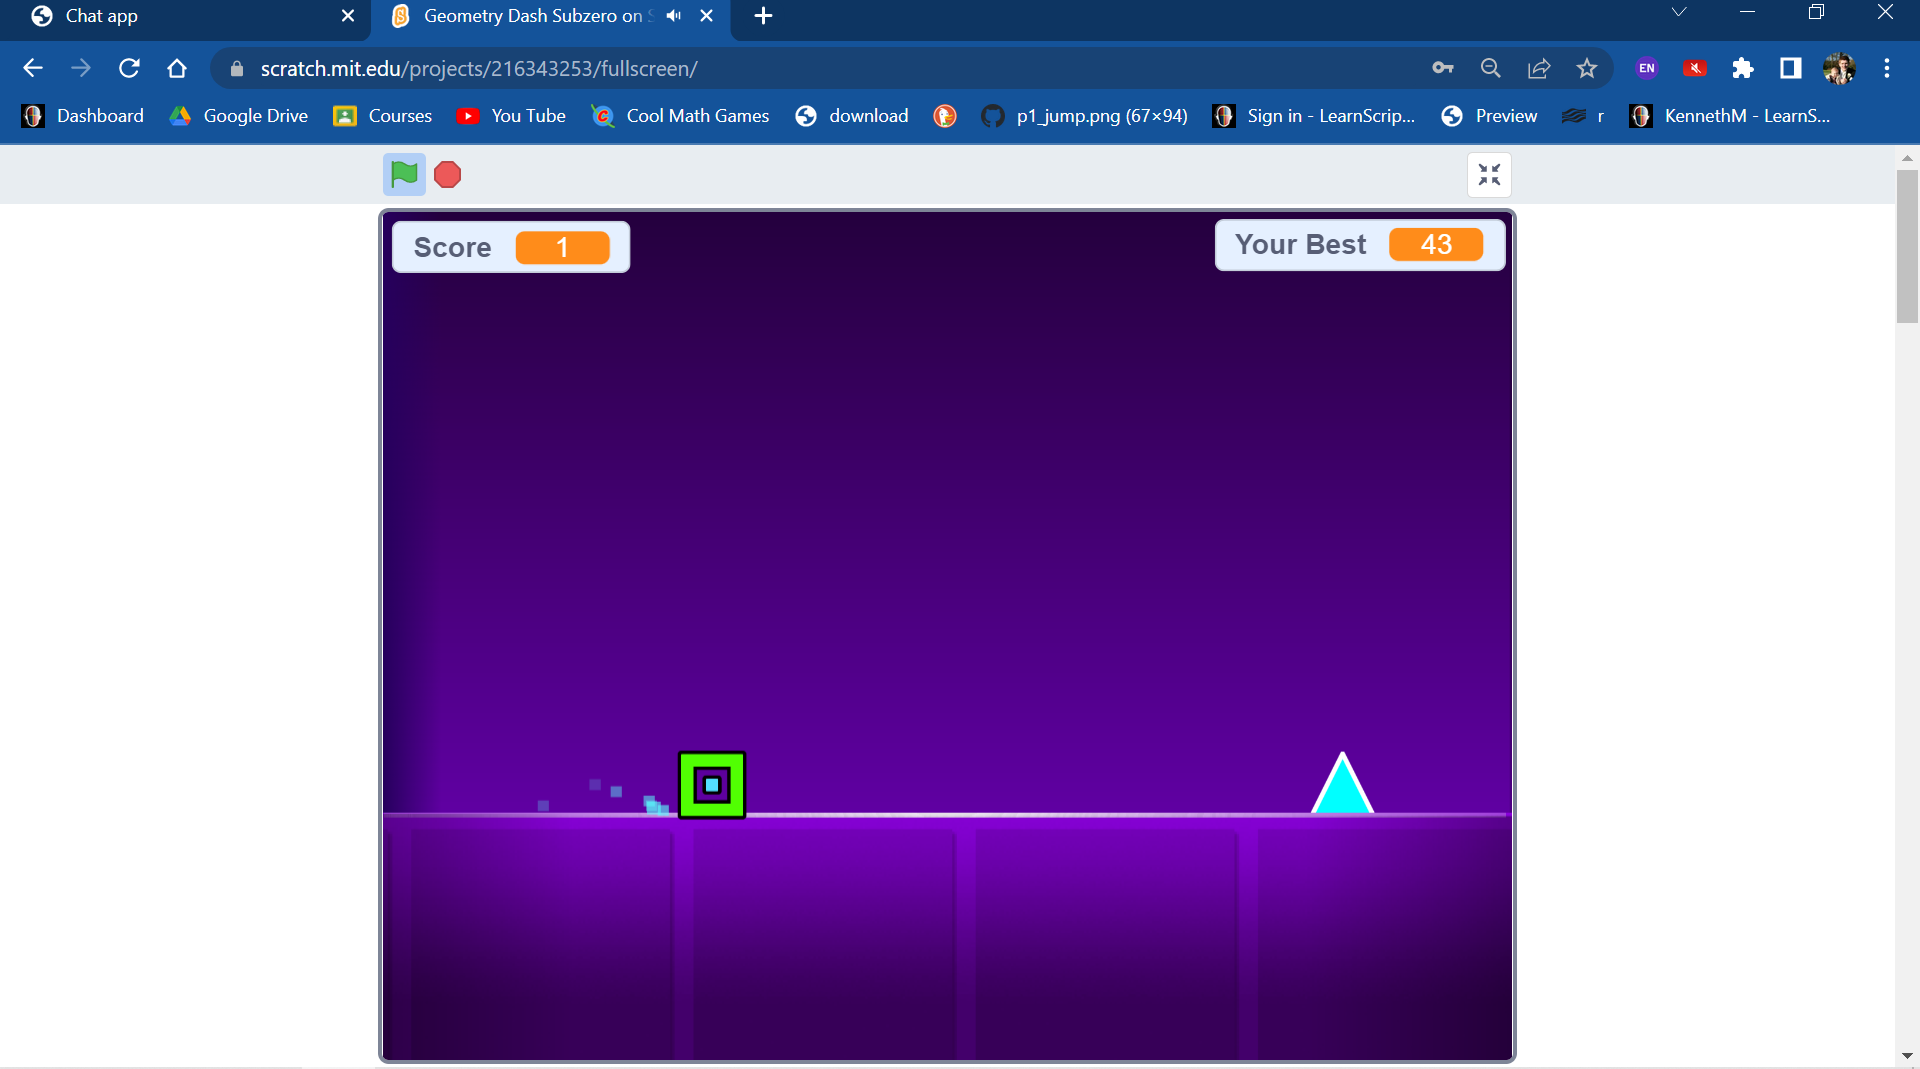 Chat app
Geometry Dash Subzero on
scratch.mit.edu/projects/216343253/fullscreen/
EN
Dashboard
Google Drive
Courses
You Tube
Cool Math Games
download
p1_jump.png (67×94)
Sign in - LearnScrip...
Preview
r
KennethM - LearnS...
Score 1
Your Best 43